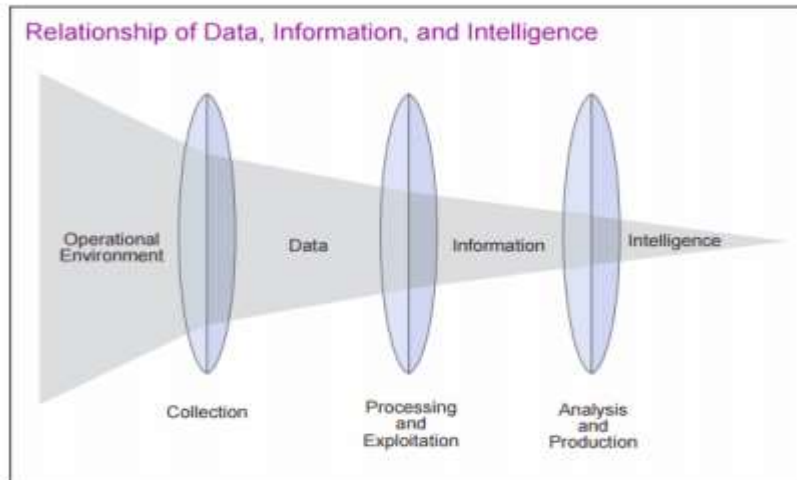 Relationship of Data, Information, and Intelligence
Operational
Environment
Data
Information
Intelligence
Collection
Processing
and
Exploitation
Analysis
and
Production